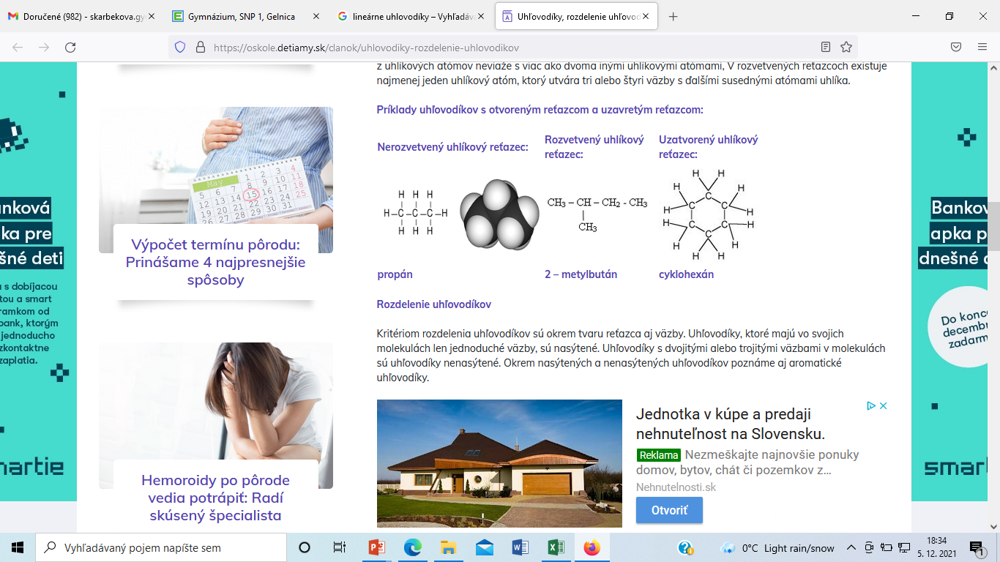 Doručené (982) - skarbekova.gy
Gymnázium, SNP 1, Gelnica
lineárne uhlovodíky – Vyhľadáva
Uhľovodíky, rozdelenie uhľovod
https://oskole.detiamy.sk/clanok/uhlovodiky-rozdelenie-uhlovodikov
z uhlíkových atómov neviaže s viac ako dvoma inými uhlíkovými atómami, V rozvetvených reťazcoch existuje
najmenej jeden uhlíkový atóm, ktorý utvára tri alebo štyri väzby s ďalšími susednými atómami uhlíka.
Príklady uhľovodíkov s otvoreným reťazcom a uzavretým reťazcom:
Nerozvetvený uhlíkový reťazec:
Rozvetvený uhlíkový
reťazec:
Uzatvorený uhlíkový
reťazec:
H H H
H–C–C–C–H
H H H
CH₃ – CH – CH₂ - CH₃
CH₃
H H
H C H
H C C H
H C C H
H C H
H H
propán
2 – metylbután
cyklohexán
Rozdelenie uhľovodíkov
Kritériom rozdelenia uhľovodíkov sú okrem tvaru reťazca aj väzby. Uhľovodíky, ktoré majú vo svojich
molekulách len jednoduché väzby, sú nasýtené. Uhľovodíky s dvojitými alebo trojitými väzbami v molekulách
sú uhľovodíky nenasýtené. Okrem nasýtených a nenasýtených uhľovodíkov poznáme aj aromatické
uhľovodíky.
May
1 2 3 4
5 6 7 8 9 10 11
12 13 14 15 16 17 18
19 20 21 22 23 24 25
26 27 28 29 30 31
Výpočet termínu pôrodu:
Prinášame 4 najpresnejšie
spôsoby
Hemoroidy po pôrode
vedia potrápiť: Radí
skúsený špecialista
Jednotka v kúpe a predaji
nehnuteľnost na Slovensku.
Reklama Nezmeškajte najnovšie ponuky
domov, bytov, chát či pozemkov z…
Nehnutelnosti.sk
Otvoriť
anková
ka pre
šné deti
s dobíjacou
tou a smart
ramkom od
bank, ktorým
jednoducho
zkontaktne
zaplatia.
martie
Bankov
apka p
dnešné
Do konc
decemb
zadarm
smart
Vyhľadávaný pojem napíšte sem
0°C Light rain/snow
18:34
5. 12. 2021
1